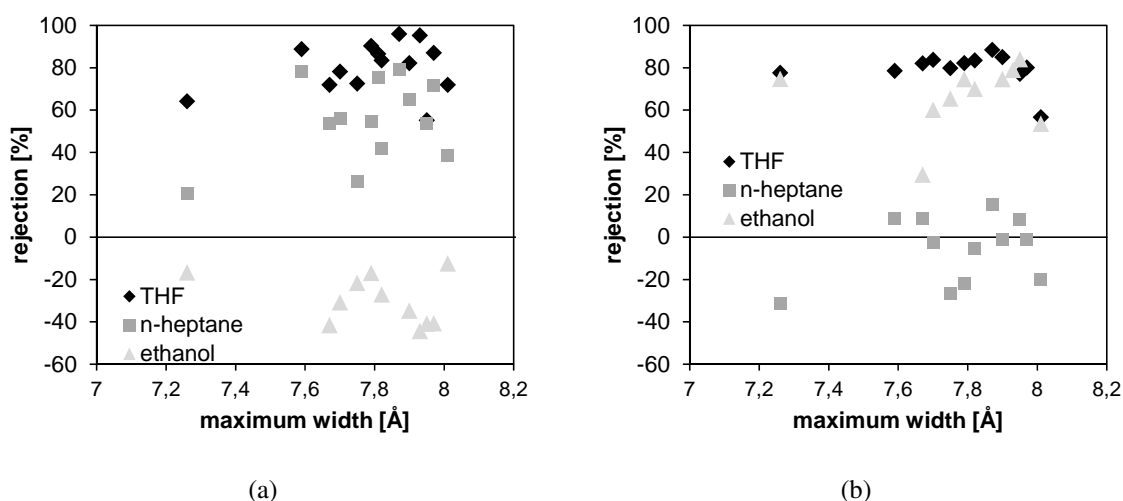 100
80
60
40
20
0
-20
-40
-60
rejection [%]
THF
n-heptane
ethanol
7
7,2
7,4
7,6
7,8
8
8,2
maximum width [Å]
(a)
100
80
60
40
20
0
-20
-40
-60
rejection [%]
THF
n-heptane
ethanol
7
7,2
7,4
7,6
7,8
8
8,2
maximum width [Å]
(b)